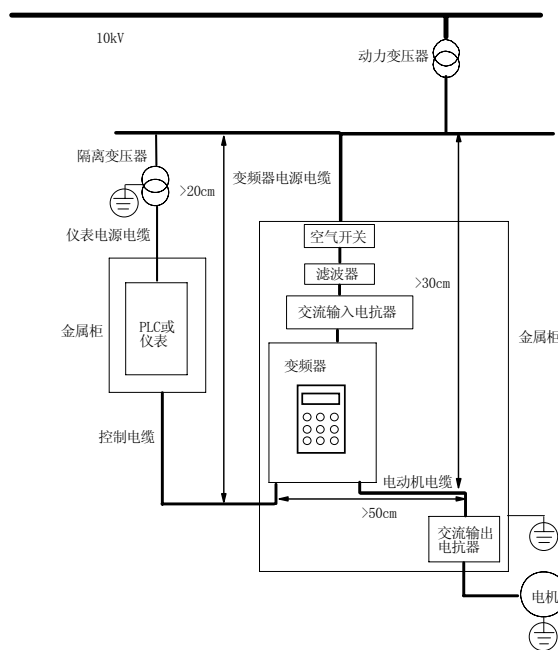 10kV
动力变压器
隔离变压器
>20cm
变频器电源电缆
仪表电源电缆
空气开关
滤波器
>30cm
交流输入电抗器
金属柜
PLC或
仪表
金属柜
变频器
控制电缆
电动机电缆
>50cm
交流输出
电抗器
电机